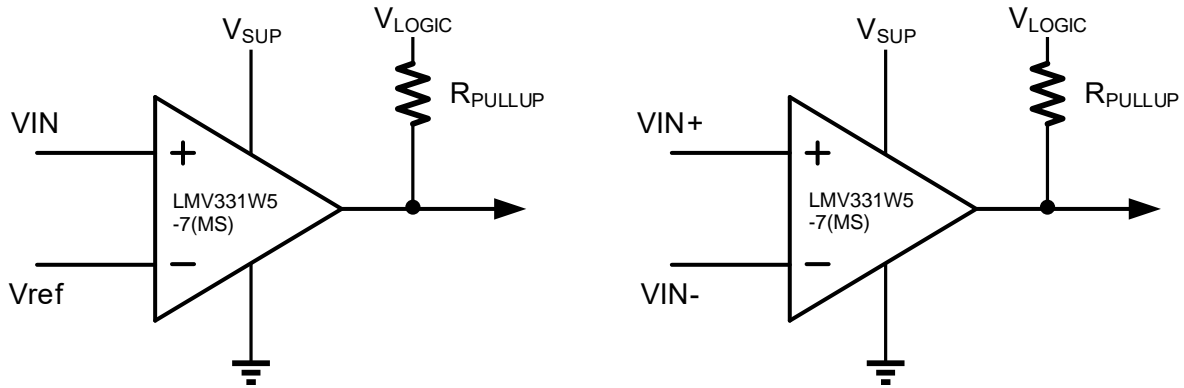 VLOGIC
VSUP
RPULLUP
VIN
+
LMV331W5
-7(MS)
−
Vref
VLOGIC
VSUP
RPULLUP
VIN+
+
LMV331W5
-7(MS)
−
VIN-